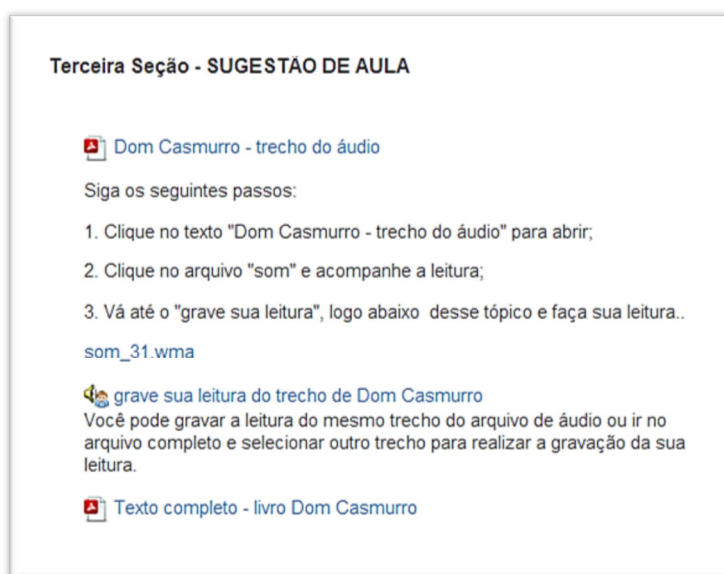 Terceira Seção - SUGESTÃO DE AULA
Dom Casmurro - trecho do áudio
Siga os seguintes passos:
1. Clique no texto "Dom Casmurro - trecho do áudio" para abrir;
2. Clique no arquivo "som" e acompanhe a leitura;
3. Vá até o "grave sua leitura", logo abaixo desse tópico e faça sua leitura..
som_31.wma
grave sua leitura do trecho de Dom Casmurro
Você pode gravar a leitura do mesmo trecho do arquivo de áudio ou ir no
arquivo completo e selecionar outro trecho para realizar a gravação da sua
leitura.
Texto completo - livro Dom Casmurro